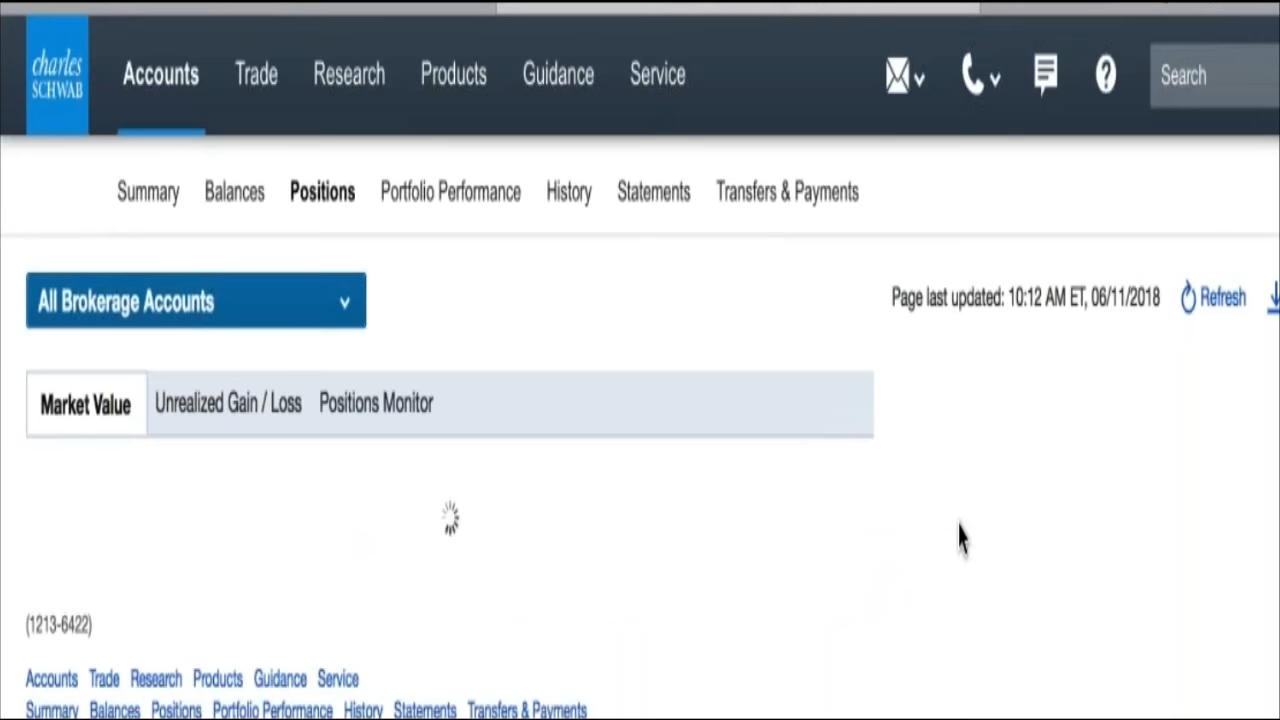 charles
SCHWAB
Accounts Trade Research Products Guidance Service
Search
Summary Balances Positions Portfolio Performance History Statements Transfers & Payments
All Brokerage Accounts
Page last updated: 10:12 AM ET, 06/11/2018 Refresh
Market Value Unrealized Gain / Loss Positions Monitor
(1213-6422)
Accounts Trade Research Products Guidance Service
Summary Balances Positions Portfolio Performance History Statements Transfers & Payments